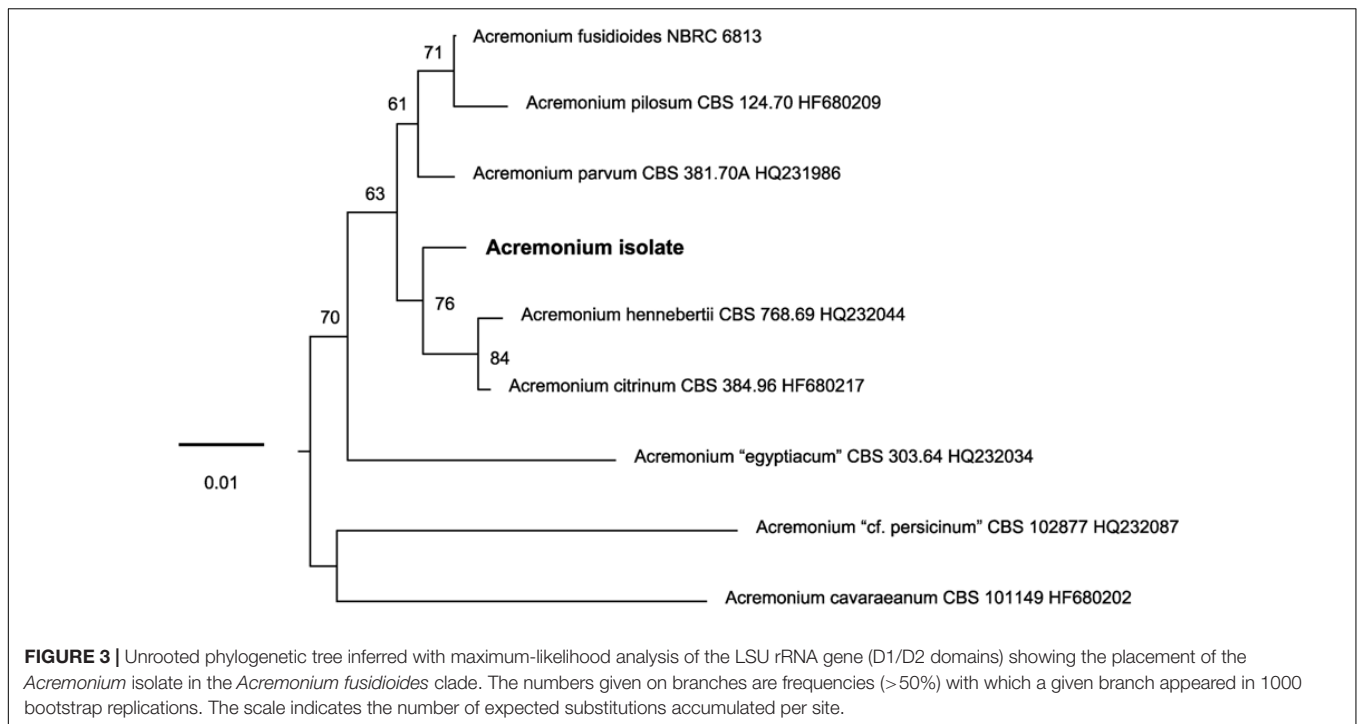 Acremonium fusidioides NBRC 6813
71
Acremonium pilosum CBS 124.70 HF680209
61
Acremonium parvum CBS 381.70A HQ231986
63
Acremonium isolate
76
Acremonium hennebertii CBS 768.69 HQ232044
70
84
Acremonium citrinum CBS 384.96 HF680217
Acremonium “egyptiacum” CBS 303.64 HQ232034
0.01
Acremonium “cf. persicinum” CBS 102877 HQ232087
Acremonium cavaraeanum CBS 101149 HF680202
FIGURE 3 | Unrooted phylogenetic tree inferred with maximum-likelihood analysis of the LSU rRNA gene (D1/D2 domains) showing the placement of the
Acremonium isolate in the Acremonium fusidioides clade. The numbers given on branches are frequencies (>50%) with which a given branch appeared in 1000
bootstrap replications. The scale indicates the number of expected substitutions accumulated per site.